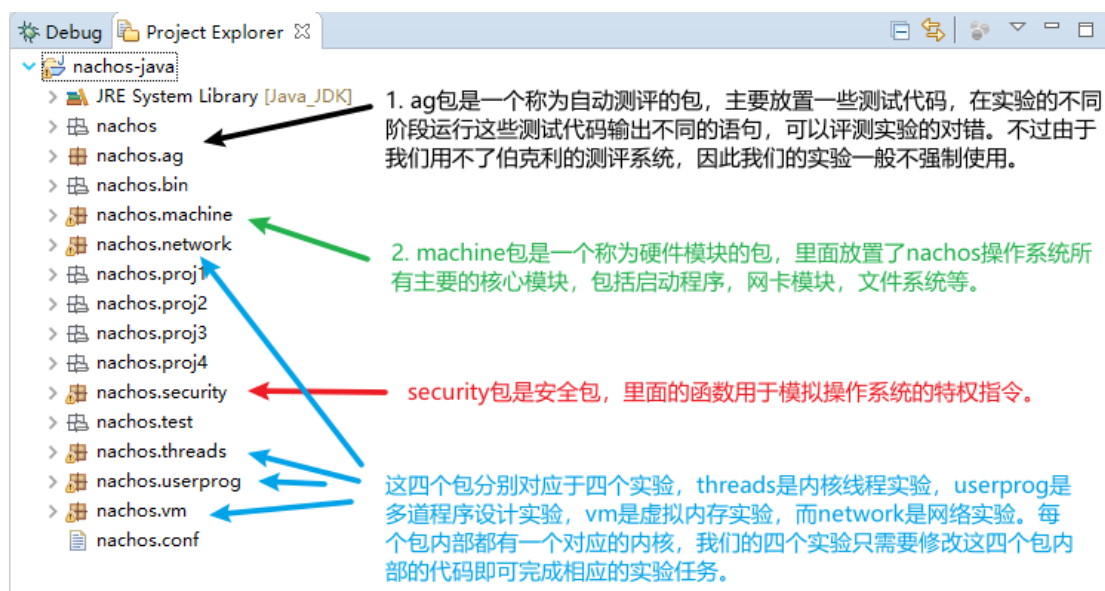 Debug Project Explorer
nachos-java
JRE System Library [Java_JDK]
nachos
nachos.ag
nachos.bin
nachos.machine
nachos.network
nachos.proj1
nachos.proj2
nachos.proj3
nachos.proj4
nachos.security
nachos.test
nachos.threads
nachos.userprog
nachos.vm
nachos.conf
1. ag包是一个称为自动测评的包，主要放置一些测试代码，在实验的不同
阶段运行这些测试代码输出不同的语句，可以评测实验的对错。不过由于
我们用不了伯克利的测评系统，因此我们的实验一般不强制使用。
2. machine包是一个称为硬件模块的包，里面放置了nachos操作系统所
有主要的核心模块，包括启动程序，网卡模块，文件系统等。
security包是安全包，里面的函数用于模拟操作系统的特权指令。
这四个包分别对应于四个实验，threads是内核线程实验，userprog是
多道程序设计实验，vm是虚拟内存实验，而network是网络实验。每
个包内部都有一个对应的内核，我们的四个实验只需要修改这四个包内
部的代码即可完成相应的实验任务。